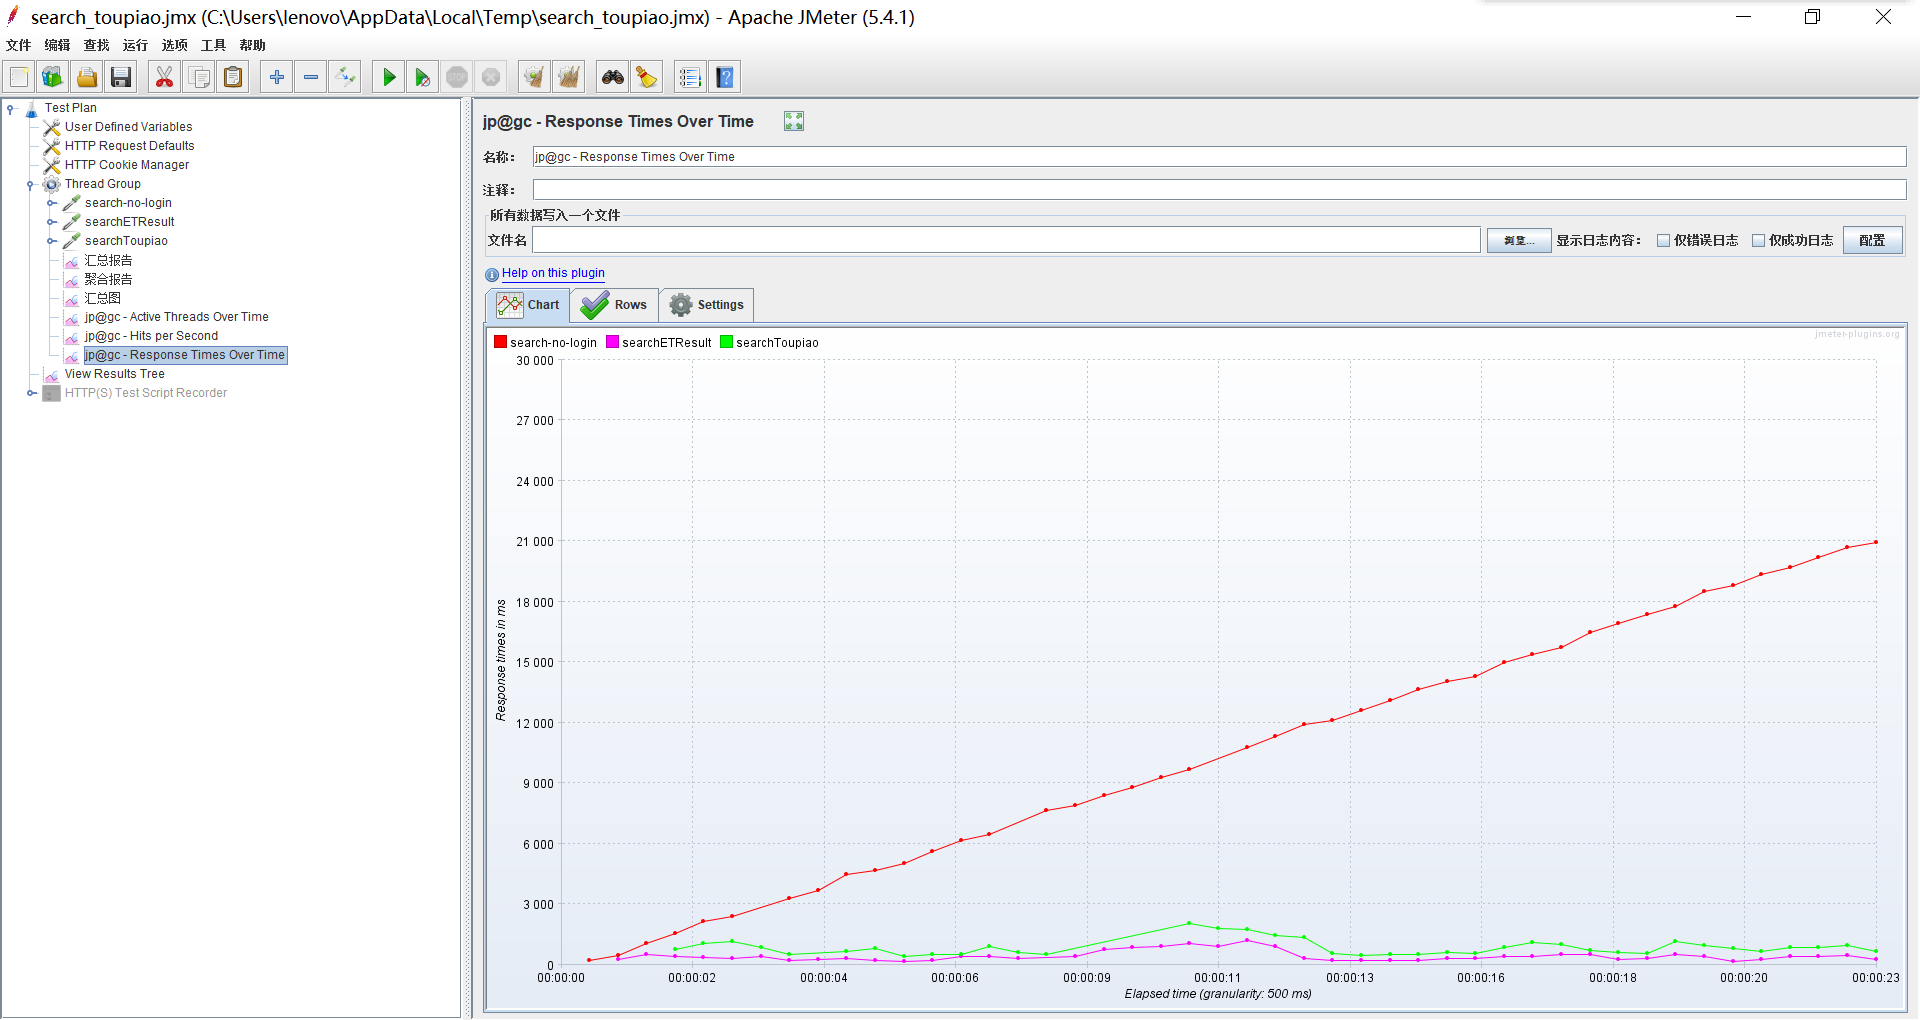 search_toupiao.jmx (C:\Users\lenovo\AppData\Local\Temp\search_toupiao.jmx) - Apache JMeter (5.4.1)
文件 编辑 查找 运行 选项 工具 帮助
STOP
Test Plan
User Defined Variables
HTTP Request Defaults
HTTP Cookie Manager
Thread Group
search-no-login
searchETResult
searchToupiao
汇总报告
聚合报告
汇总图
jp@gc - Active Threads Over Time
jp@gc - Hits per Second
jp@gc - Response Times Over Time
View Results Tree
HTTP(S) Test Script Recorder
jp@gc - Response Times Over Time
名称： jp@gc - Response Times Over Time
注释：
所有数据写入一个文件
文件名 浏览... 显示日志内容： 仅错误日志 仅成功日志 配置
Help on this plugin
Chart Rows Settings
search-no-login searchETResult searchToupiao
jmeter-plugins.org
30 000
27 000
24 000
21 000
18 000
15 000
12 000
9 000
6 000
3 000
0
Response times in ms
00:00:00 00:00:02 00:00:04 00:00:06 00:00:09 00:00:11 00:00:13 00:00:16 00:00:18 00:00:20 00:00:23
Elapsed time (granularity: 500 ms)